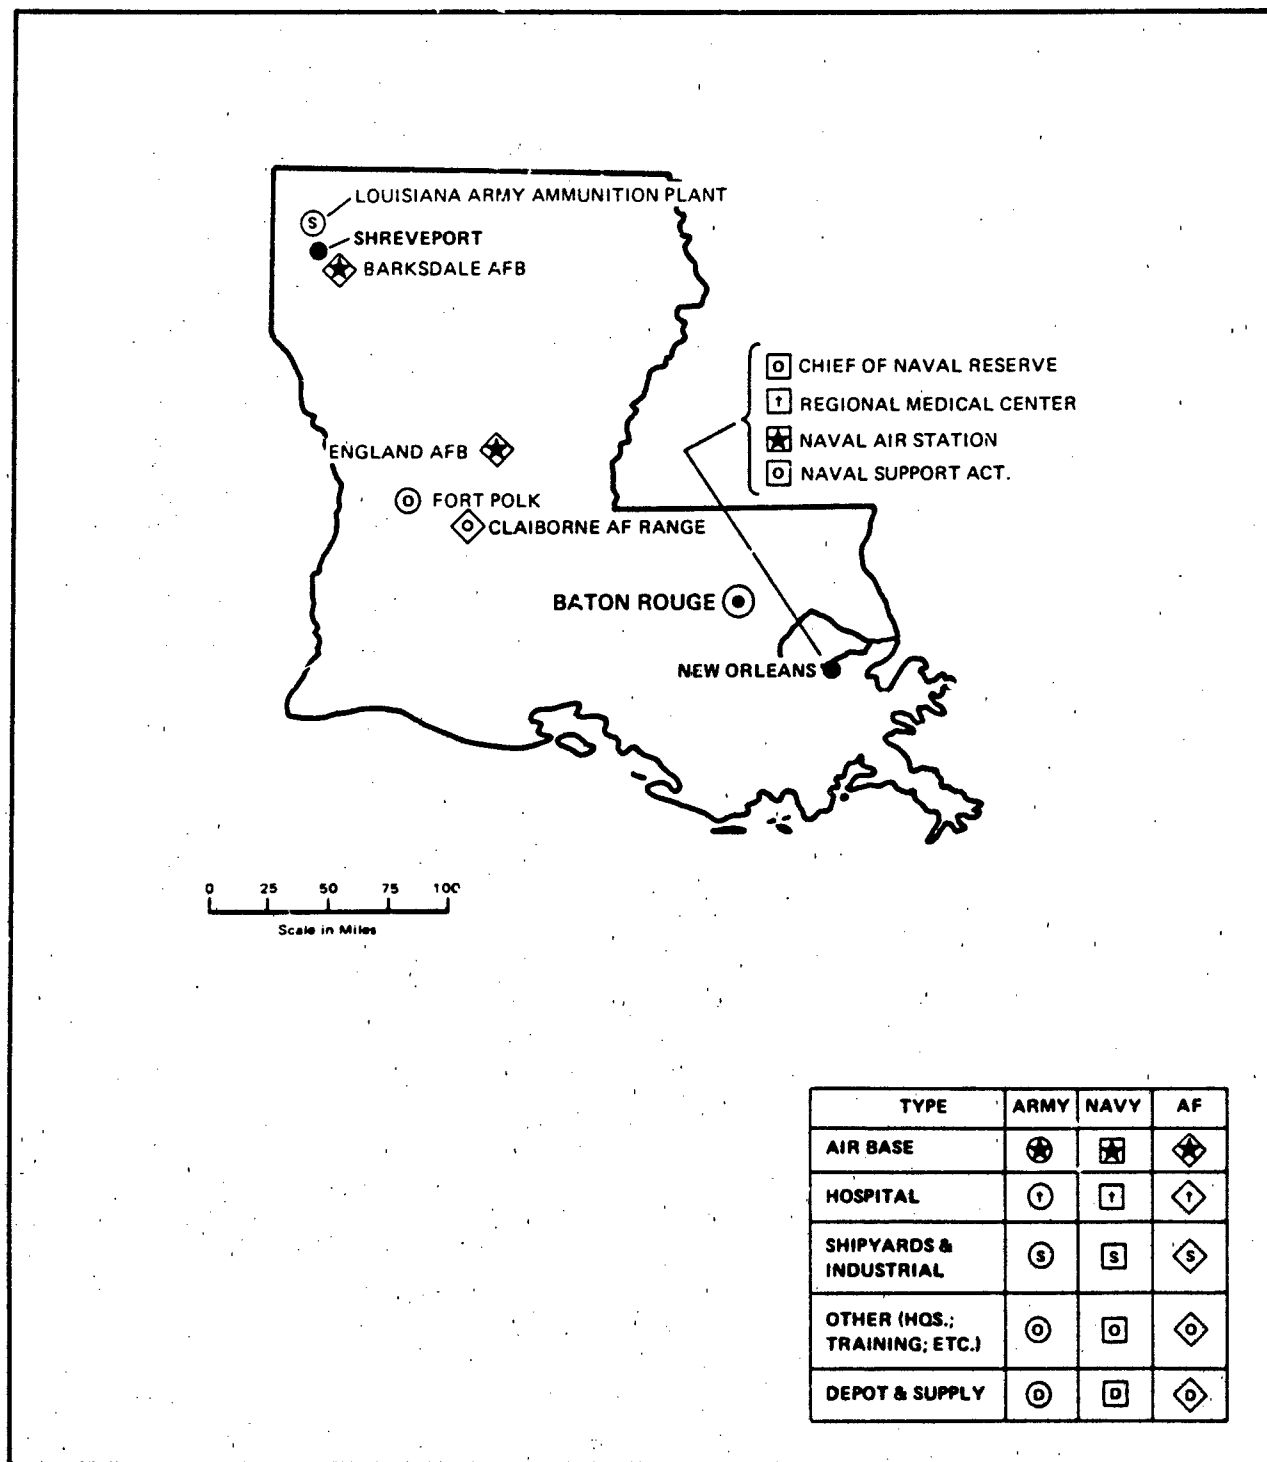 LOUISIANA ARMY AMMUNITION PLANT
S
SHREVEPORT
BARKSDALE AFB
O CHIEF OF NAVAL RESERVE
† REGIONAL MEDICAL CENTER
NAVAL AIR STATION
O NAVAL SUPPORT ACT.
ENGLAND AFB
O FORT POLK
O CLAIBORNE AF RANGE
BATON ROUGE
NEW ORLEANS
0 25 50 75 100
Scale in Miles
TYPE ARMY NAVY AF
AIR BASE
HOSPITAL † † †
SHIPYARDS &
INDUSTRIAL S S S
OTHER (HQS.;
TRAINING; ETC.) O O O
DEPOT & SUPPLY D D D